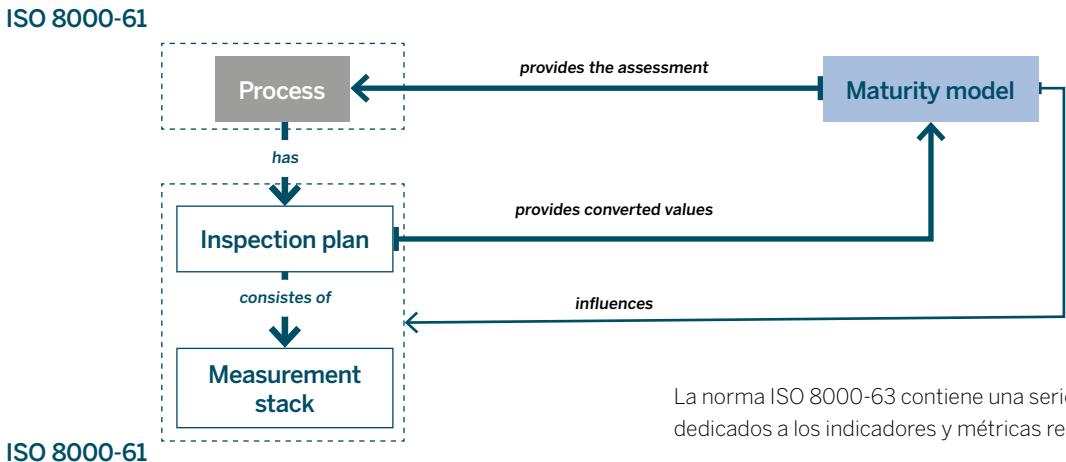 ISO 8000-61
Process
provides the assessment
Maturity model
has
Inspection plan
provides converted values
consistes of
influences
Measurement
stack
La norma ISO 8000-63 contiene una serie
dedicados a los indicadores y métricas re
ISO 8000-61